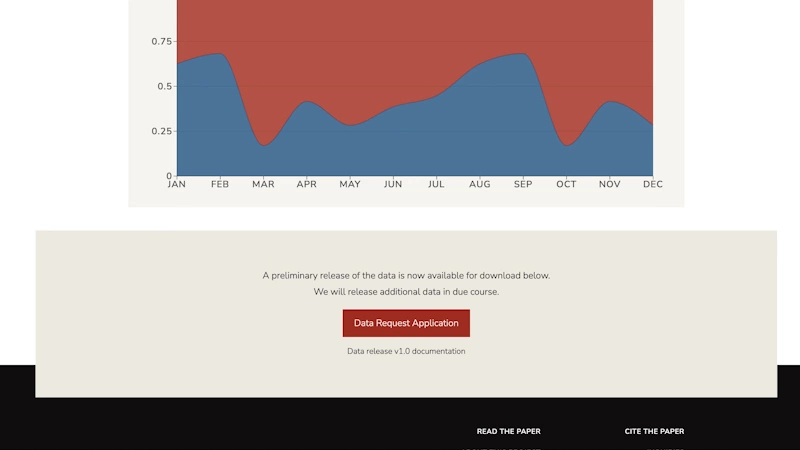 0.75
0.5
0.25
0
JAN FEB MAR APR MAY JUN JUL AUG SEP OCT NOV DEC
A preliminary release of the data is now available for download below.
We will release additional data in due course.
Data Request Application
Data release v1.0 documentation
READ THE PAPER CITE THE PAPER